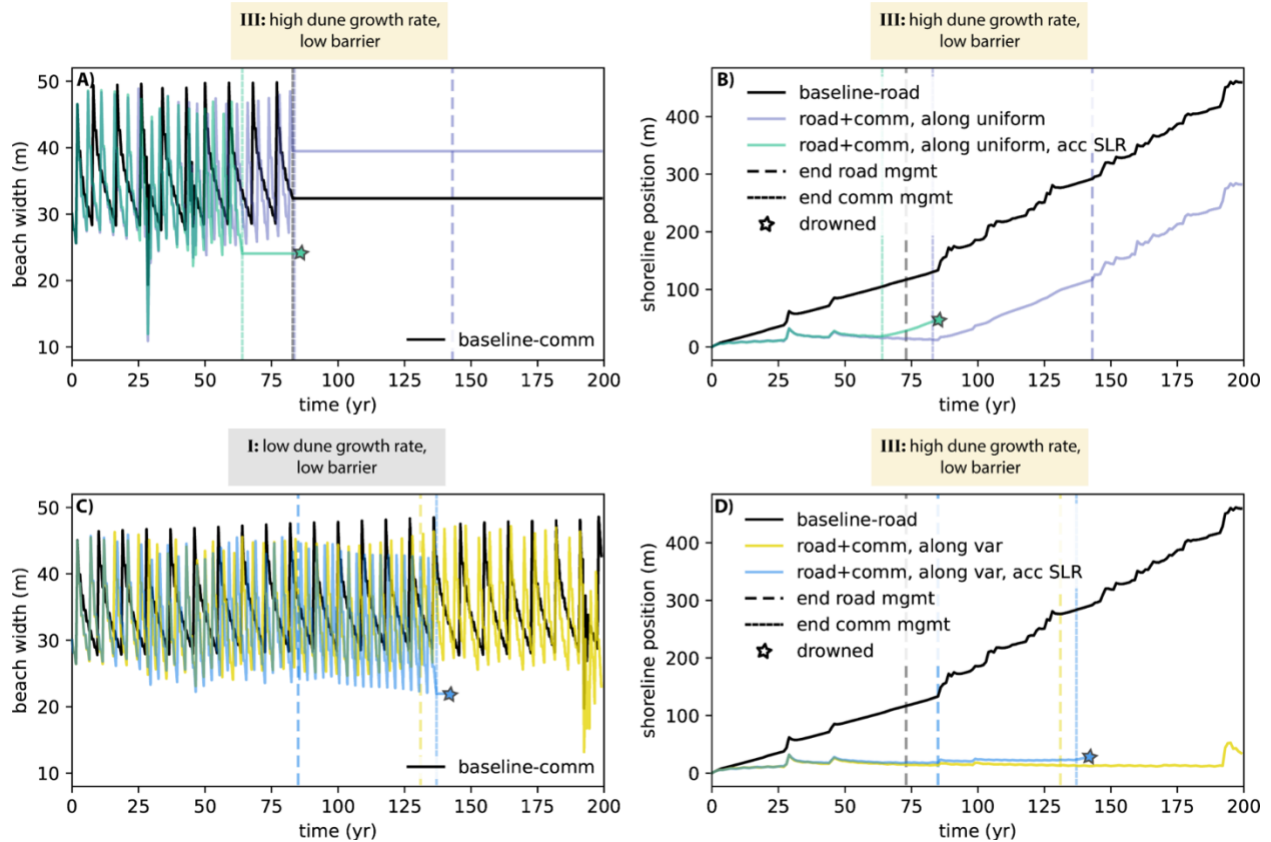 III: high dune growth rate,
low barrier
III: high dune growth rate,
low barrier
A)
50
40
30
20
10
beach width (m)
0 25 50 75 100 125 150 175 200
time (yr)
baseline-comm
B)
400
300
200
100
0
shoreline position (m)
0 25 50 75 100 125 150 175 200
time (yr)
baseline-road
road+comm, along uniform
road+comm, along uniform, acc SLR
end road mgmt
end comm mgmt
drowned
I: low dune growth rate,
low barrier
III: high dune growth rate,
low barrier
C)
50
40
30
20
10
beach width (m)
0 25 50 75 100 125 150 175 200
time (yr)
baseline-comm
D)
400
300
200
100
0
shoreline position (m)
0 25 50 75 100 125 150 175 200
time (yr)
baseline-road
road+comm, along var
road+comm, along var, acc SLR
end road mgmt
end comm mgmt
drowned